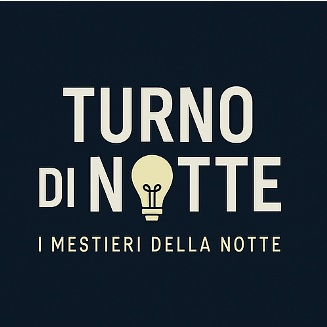 TURNO
DI NOTTE
I MESTIERI DELLA NOTTE